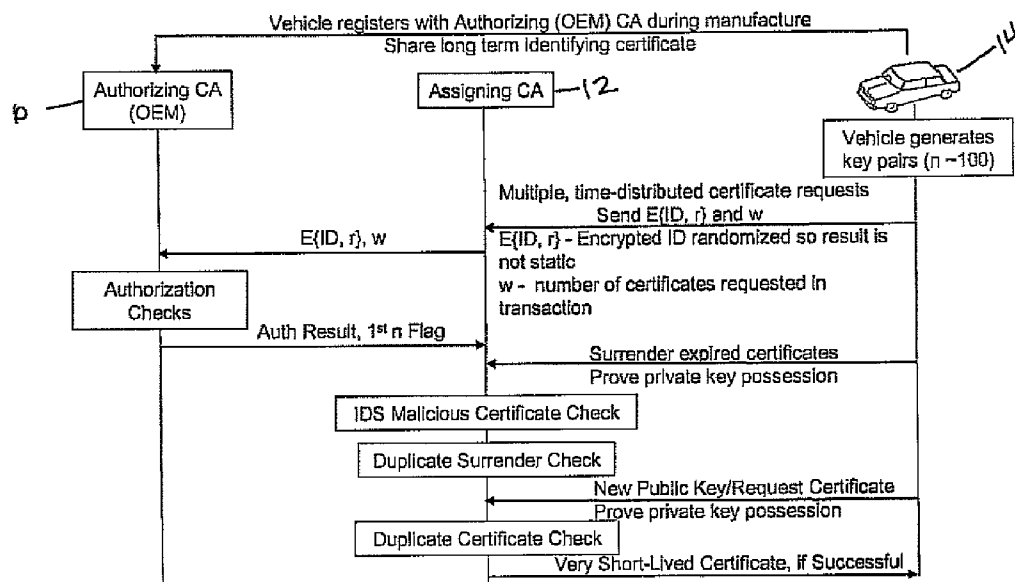 Vehicle registers with Authorizing (OEM) CA during manufacture
Share long term Identifying certificate
Authorizing CA
(OEM)
Assigning CA
12
14
Vehicle generates
key pairs (n ~100)
Multiple, time-distributed certificate requests
Send E{ID, r} and w
E{ID, r}, w
E{ID, r} - Encrypted ID randomized so result is
not static
w - number of certificates requested in
transaction
Authorization
Checks
Auth Result, 1st n Flag
Surrender expired certificates
Prove private key possession
IDS Malicious Certificate Check
Duplicate Surrender Check
New Public Key/Request Certificate
Prove private key possession
Duplicate Certificate Check
Very Short-Lived Certificate, if Successful